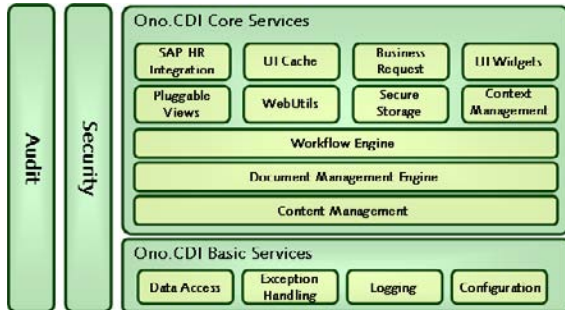 Audit
Security
Ono.CDI Core Services
SAP HR
Integration
UI Cache
Business
Request
UI Widgets
Pluggable
Views
WebUtils
Secure
Storage
Context
Management
Workflow Engine
Document Management Engine
Content Management
Ono.CDI Basic Services
Data Access
Exception
Handling
Logging
Configuration